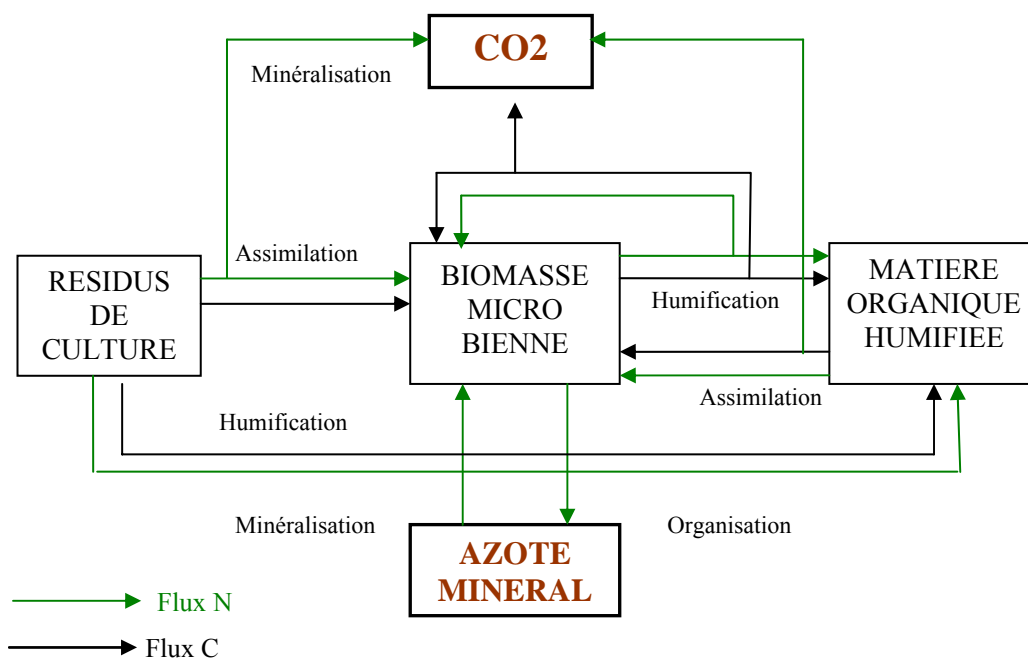 CO2
Minéralisation
Assimilation
RESIDUS
DE
CULTURE
BIOMASSE
MICRO
BIENNE
Humification
MATIERE
ORGANIQUE
HUMIFIEE
Assimilation
Humification
Minéralisation
Organisation
AZOTE
MINERAL
Flux N
Flux C